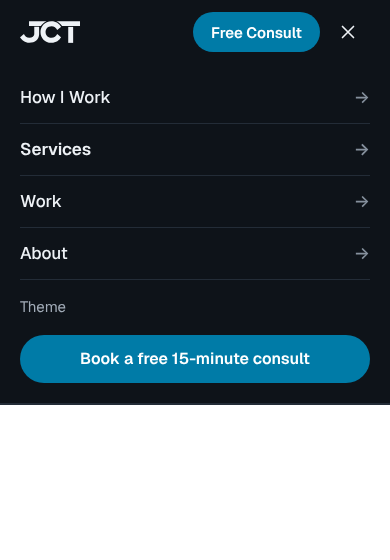 JCT
Free Consult
How I Work
Services
Work
About
Theme
Book a free 15-minute consult